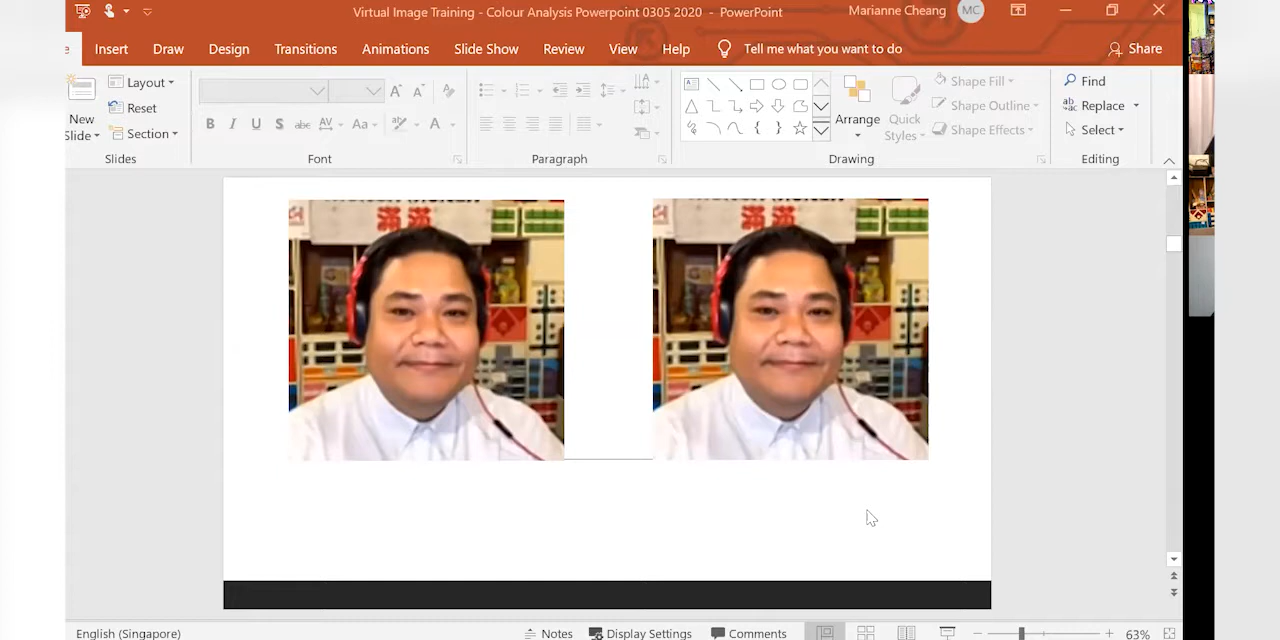 Virtual Image Training - Colour Analysis Powerpoint 0305 2020 - PowerPoint
Marianne Cheang MC
Insert Draw Design Transitions Animations Slide Show Review View Help Tell me what you want to do Share
New Slide
Layout
Reset
Section
Slides
B I U S abc AV Aa A
Font
Paragraph
Arrange
Quick Styles
Shape Fill
Shape Outline
Shape Effects
Drawing
Find
Replace
Select
Editing
English (Singapore) Notes Display Settings Comments 63%